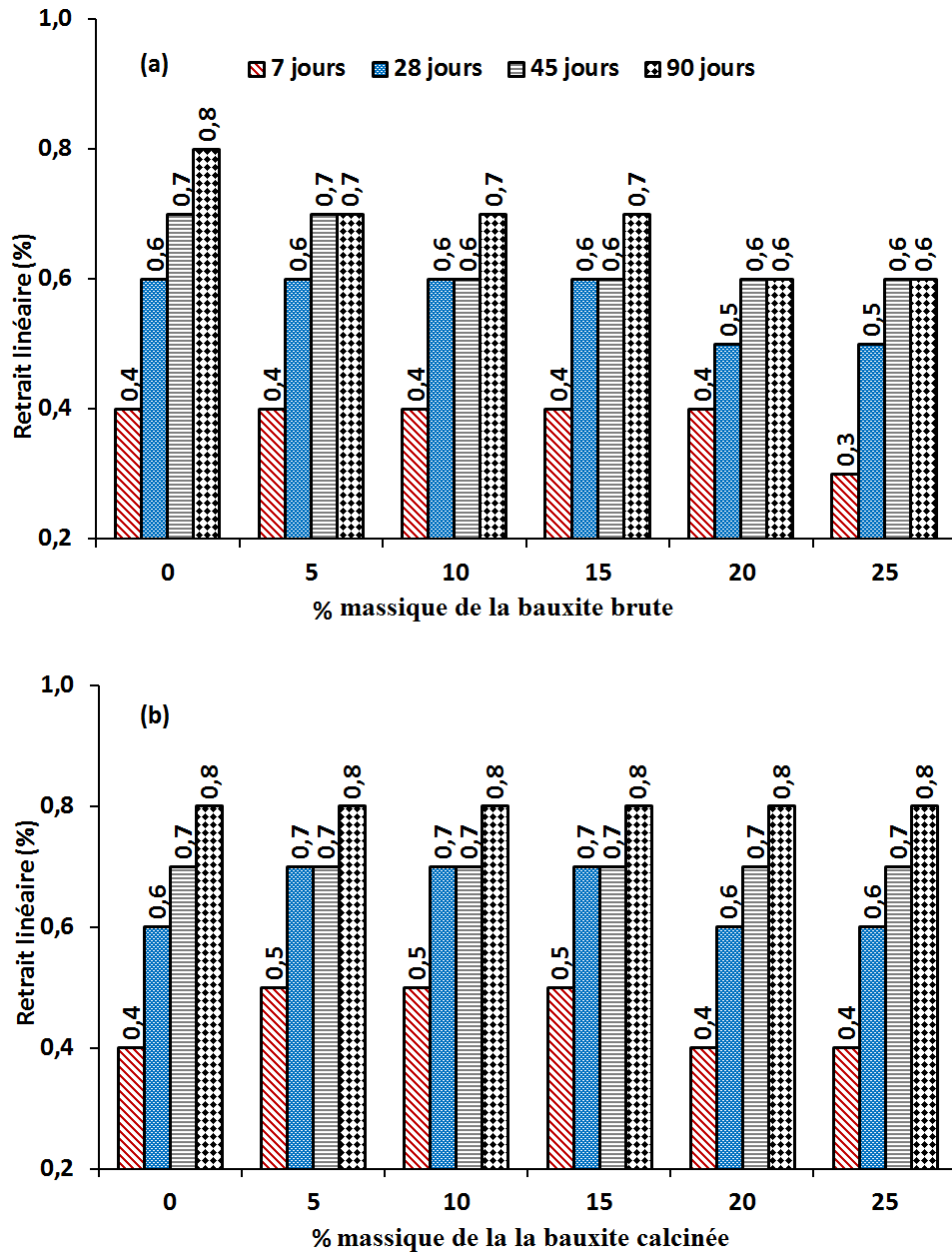 1,0
(a)
7 jours 28 jours 45 jours 90 jours
0,8
0,6
0,4
0,2
Retrait linéaire (%)
0,4 0,6 0,7 0,8
0,4 0,6 0,7 0,7
0,4 0,6 0,6 0,7
0,4 0,6 0,6 0,7
0,4 0,5 0,6 0,6
0,3 0,5 0,6 0,6
0 5 10 15 20 25
% massique de la bauxite brute
1,0
(b)
0,8
0,6
0,4
0,2
Retrait linéaire (%)
0,4 0,6 0,7 0,8
0,5 0,7 0,7 0,8
0,5 0,7 0,7 0,8
0,5 0,7 0,7 0,8
0,4 0,6 0,7 0,8
0,4 0,6 0,7 0,8
0 5 10 15 20 25
% massique de la la bauxite calcinée